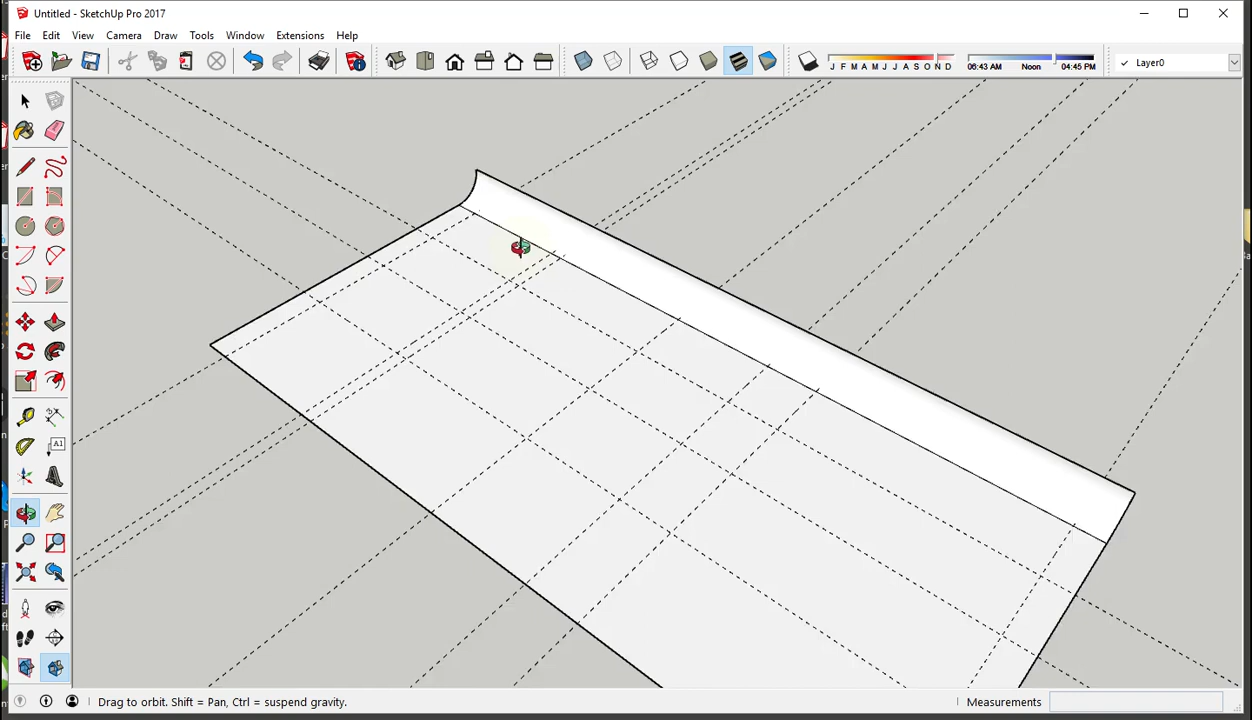 Untitled - SketchUp Pro 2017
File Edit View Camera Draw Tools Window Extensions Help
J F M A M J J A S O N D
06:43 AM Noon 04:45 PM
Layer0
A1
Drag to orbit. Shift = Pan, Ctrl = suspend gravity.
Measurements